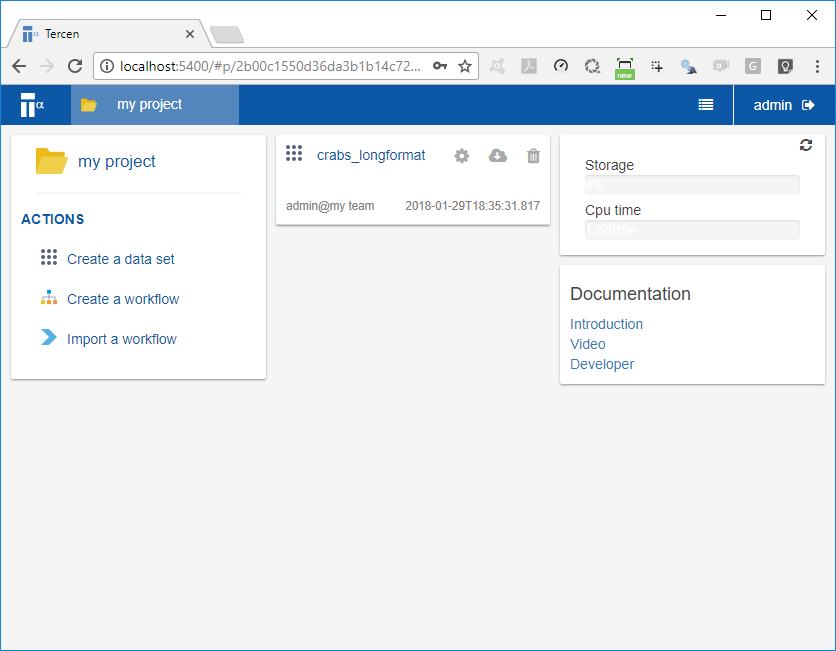 Tercen
localhost:5400/#p/2b00c1550d36da3b1b14c72...
new
G
α
my project
admin
my project
ACTIONS
Create a data set
Create a workflow
Import a workflow
crabs_longformat
admin@my team
2018-01-29T18:35:31.817
Storage
0%
Cpu time
1.32015e-
Documentation
Introduction
Video
Developer